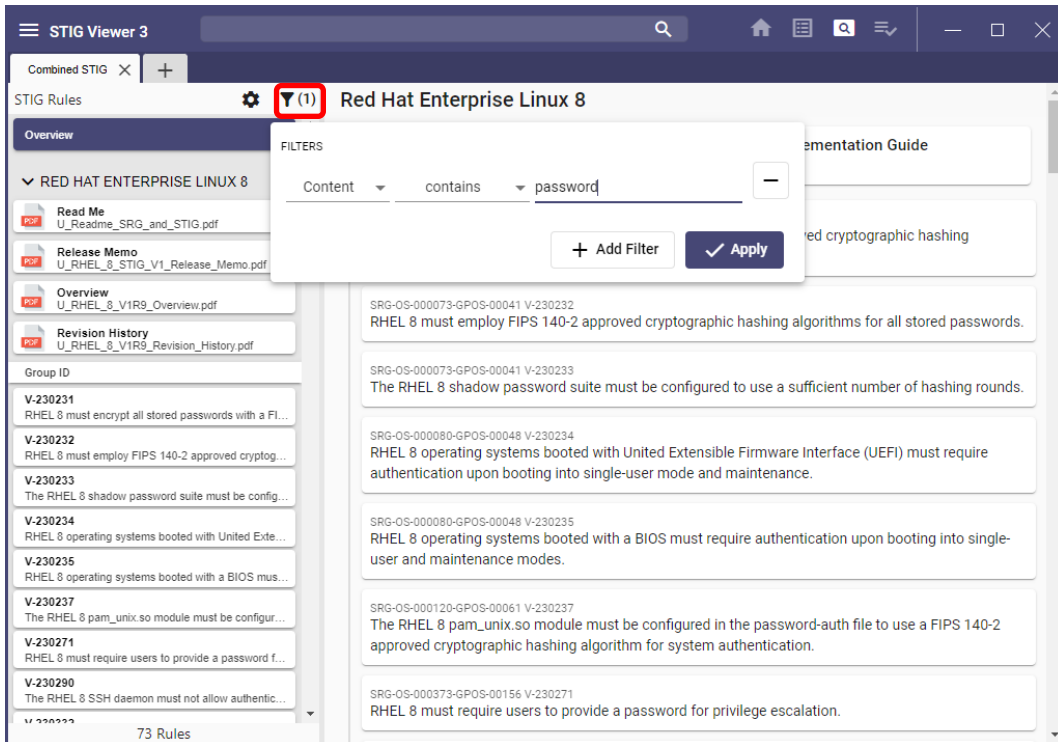 STIG Viewer 3
Combined STIG
STIG Rules
(1)
Overview
RED HAT ENTERPRISE LINUX 8
PDF
Read Me
U_Readme_SRG_and_STIG.pdf
PDF
Release Memo
U_RHEL_8_STIG_V1_Release_Memo.pdf
PDF
Overview
U_RHEL_8_V1R9_Overview.pdf
PDF
Revision History
U_RHEL_8_V1R9_Revision_History.pdf
Group ID
V-230231
RHEL 8 must encrypt all stored passwords with a FI...
V-230232
RHEL 8 must employ FIPS 140-2 approved cryptog...
V-230233
The RHEL 8 shadow password suite must be config...
V-230234
RHEL 8 operating systems booted with United Exte...
V-230235
RHEL 8 operating systems booted with a BIOS mus...
V-230237
The RHEL 8 pam_unix.so module must be configur...
V-230271
RHEL 8 must require users to provide a password f...
V-230290
The RHEL 8 SSH daemon must not allow authentic...
73 Rules
FILTERS
Content
contains
password
+ Add Filter
Apply
Red Hat Enterprise Linux 8
ementation Guide
ed cryptographic hashing
SRG-OS-000073-GPOS-00041 V-230232
RHEL 8 must employ FIPS 140-2 approved cryptographic hashing algorithms for all stored passwords.
SRG-OS-000073-GPOS-00041 V-230233
The RHEL 8 shadow password suite must be configured to use a sufficient number of hashing rounds.
SRG-OS-000080-GPOS-00048 V-230234
RHEL 8 operating systems booted with United Extensible Firmware Interface (UEFI) must require
authentication upon booting into single-user mode and maintenance.
SRG-OS-000080-GPOS-00048 V-230235
RHEL 8 operating systems booted with a BIOS must require authentication upon booting into single-
user and maintenance modes.
SRG-OS-000120-GPOS-00061 V-230237
The RHEL 8 pam_unix.so module must be configured in the password-auth file to use a FIPS 140-2
approved cryptographic hashing algorithm for system authentication.
SRG-OS-000373-GPOS-00156 V-230271
RHEL 8 must require users to provide a password for privilege escalation.